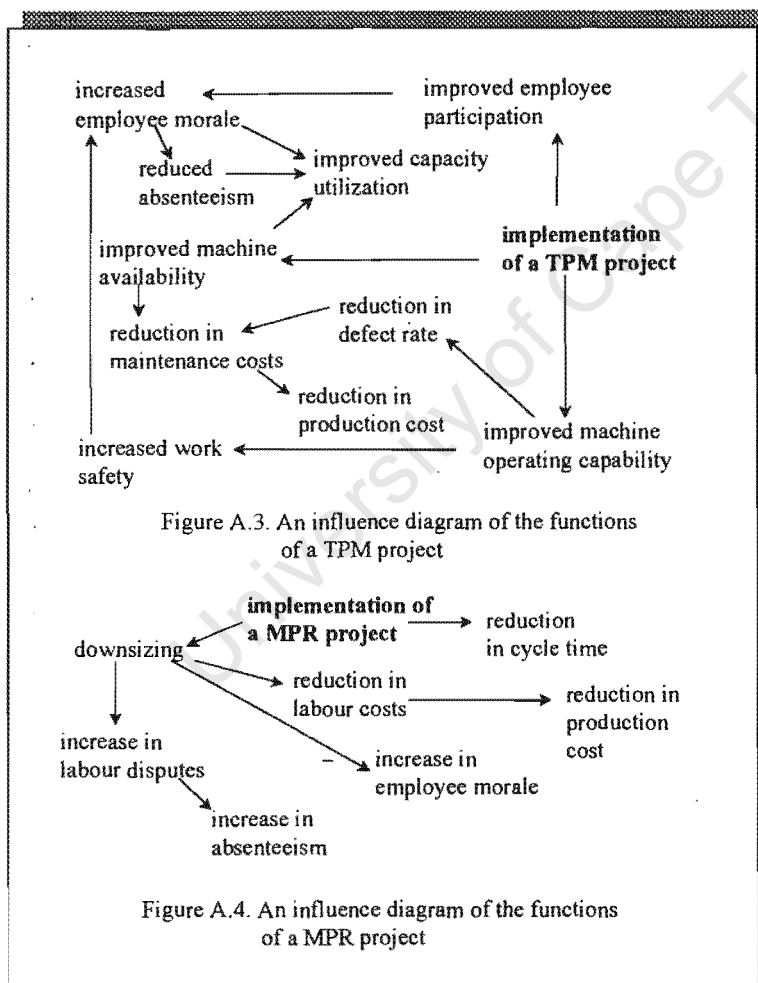 increased
employee morale
improved employee
participation
reduced
absenteeism
improved capacity
utilization
implementation
of a TPM project
improved machine
availability
reduction in
defect rate
reduction in
maintenance costs
reduction in
production cost
improved machine
operating capability
increased work
safety
Figure A.3. An influence diagram of the functions
of a TPM project
implementation of
a MPR project
reduction
in cycle time
downsizing
reduction in
labour costs
reduction in
production
cost
increase in
labour disputes
–
increase in
employee morale
increase in
absenteeism
Figure A.4. An influence diagram of the functions
of a MPR project
University of Cape T